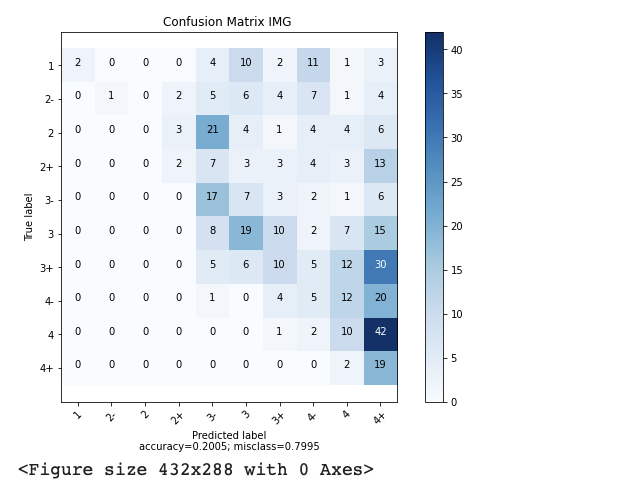 Confusion Matrix IMG
1 2 0 0 0 4 10 2 11 1 3
2- 0 1 0 2 5 6 4 7 1 4
2 0 0 0 3 21 4 1 4 4 6
2+ 0 0 0 2 7 3 3 4 3 13
3- 0 0 0 0 17 7 3 2 1 6
3 0 0 0 0 8 19 10 2 7 15
3+ 0 0 0 0 5 6 10 5 12 30
4- 0 0 0 0 1 0 4 5 12 20
4 0 0 0 0 0 0 1 2 10 42
4+ 0 0 0 0 0 0 0 0 2 19
True label
1 2- 2 2+ 3- 3 3+ 4- 4 4+
Predicted label
accuracy=0.2005; misclass=0.7995
40
35
30
25
20
15
10
5
0
<Figure size 432x288 with 0 Axes>